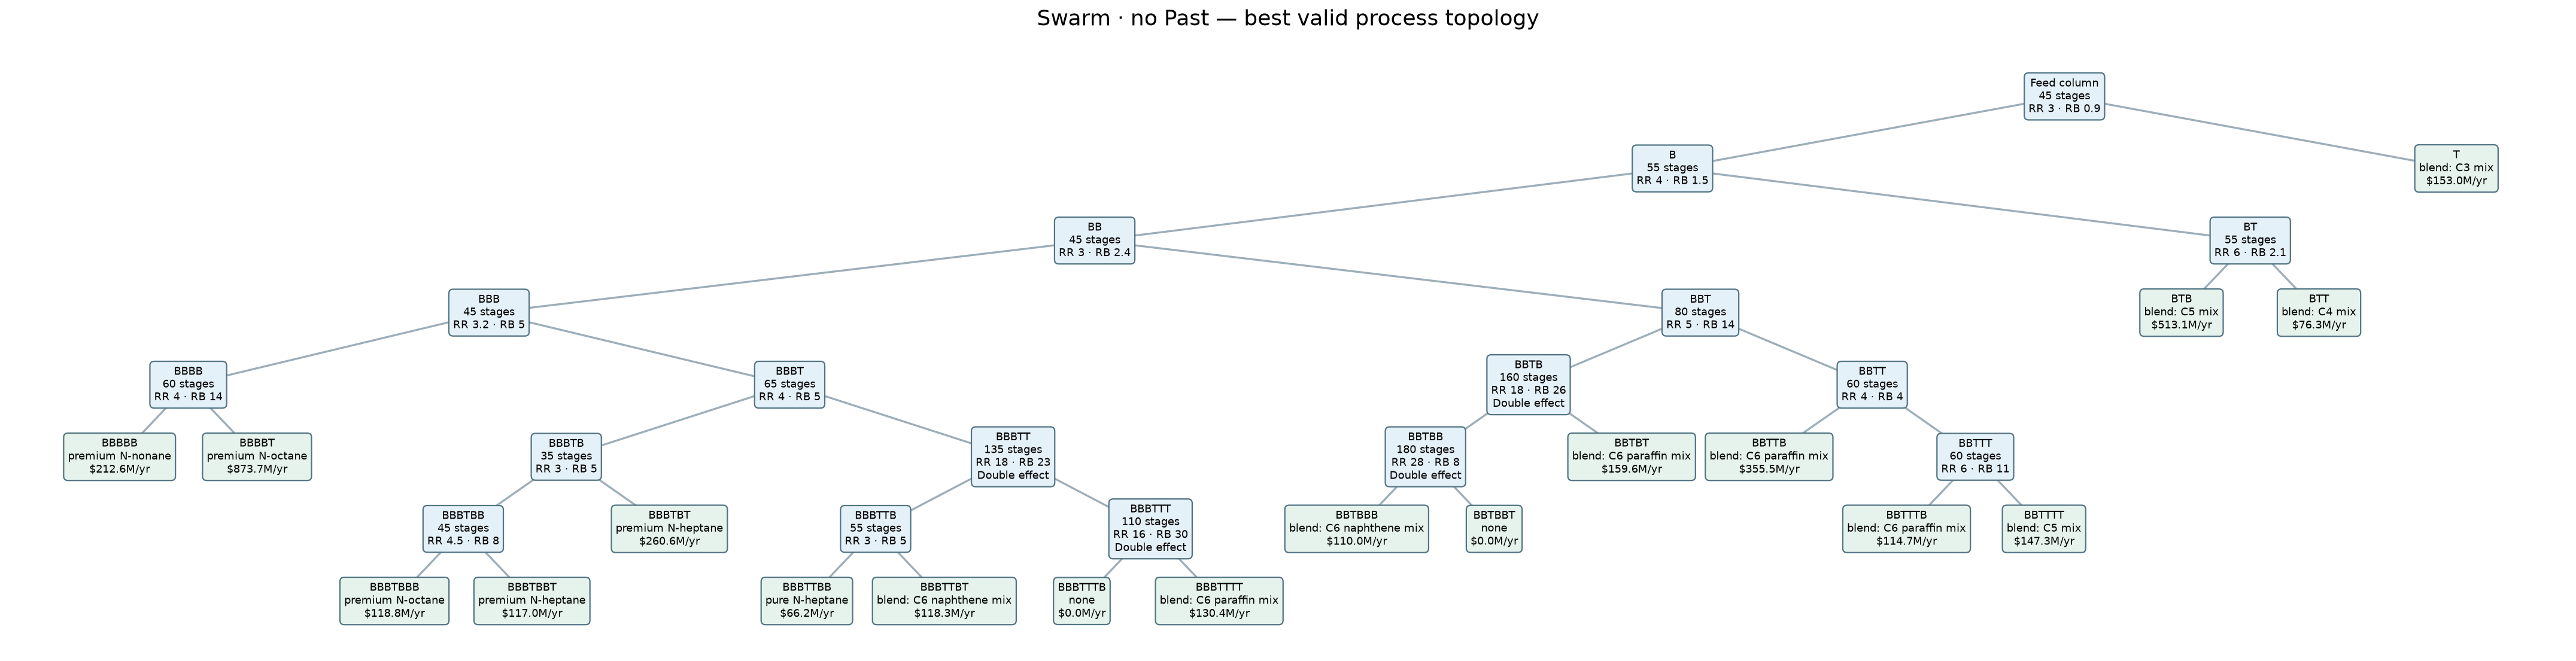 Swarm · no Past — best valid process topology
Feed column
45 stages
RR 3 · RB 0.9
B
55 stages
RR 4 · RB 1.5
T
blend: C3 mix
$153.0M/yr
BB
45 stages
RR 3 · RB 2.4
BT
55 stages
RR 6 · RB 2.1
BBB
45 stages
RR 3.2 · RB 5
BBT
80 stages
RR 5 · RB 14
BTB
blend: C5 mix
$513.1M/yr
BTT
blend: C4 mix
$76.3M/yr
BBBB
60 stages
RR 4 · RB 14
BBBT
65 stages
RR 4 · RB 5
BBTB
160 stages
RR 18 · RB 26
Double effect
BBTT
60 stages
RR 4 · RB 4
BBBBB
premium N-nonane
$212.6M/yr
BBBBT
premium N-octane
$873.7M/yr
BBBTB
35 stages
RR 3 · RB 5
BBBTT
135 stages
RR 18 · RB 23
Double effect
BBTBB
180 stages
RR 28 · RB 8
Double effect
BBTBT
blend: C6 paraffin mix
$159.6M/yr
BBTTB
blend: C6 paraffin mix
$355.5M/yr
BBTTT
60 stages
RR 6 · RB 11
BBBTBB
45 stages
RR 4.5 · RB 8
BBBTBT
premium N-heptane
$260.6M/yr
BBBTTB
55 stages
RR 3 · RB 5
BBBTTT
110 stages
RR 16 · RB 30
Double effect
BBTBBB
blend: C6 naphthene mix
$110.0M/yr
BBTBBT
none
$0.0M/yr
BBTTTB
blend: C6 paraffin mix
$114.7M/yr
BBTTTT
blend: C5 mix
$147.3M/yr
BBBTBBB
premium N-octane
$118.8M/yr
BBBTBBT
premium N-heptane
$117.0M/yr
BBBTTBB
pure N-heptane
$66.2M/yr
BBBTTBT
blend: C6 naphthene mix
$118.3M/yr
BBBTTTB
none
$0.0M/yr
BBBTTTT
blend: C6 paraffin mix
$130.4M/yr